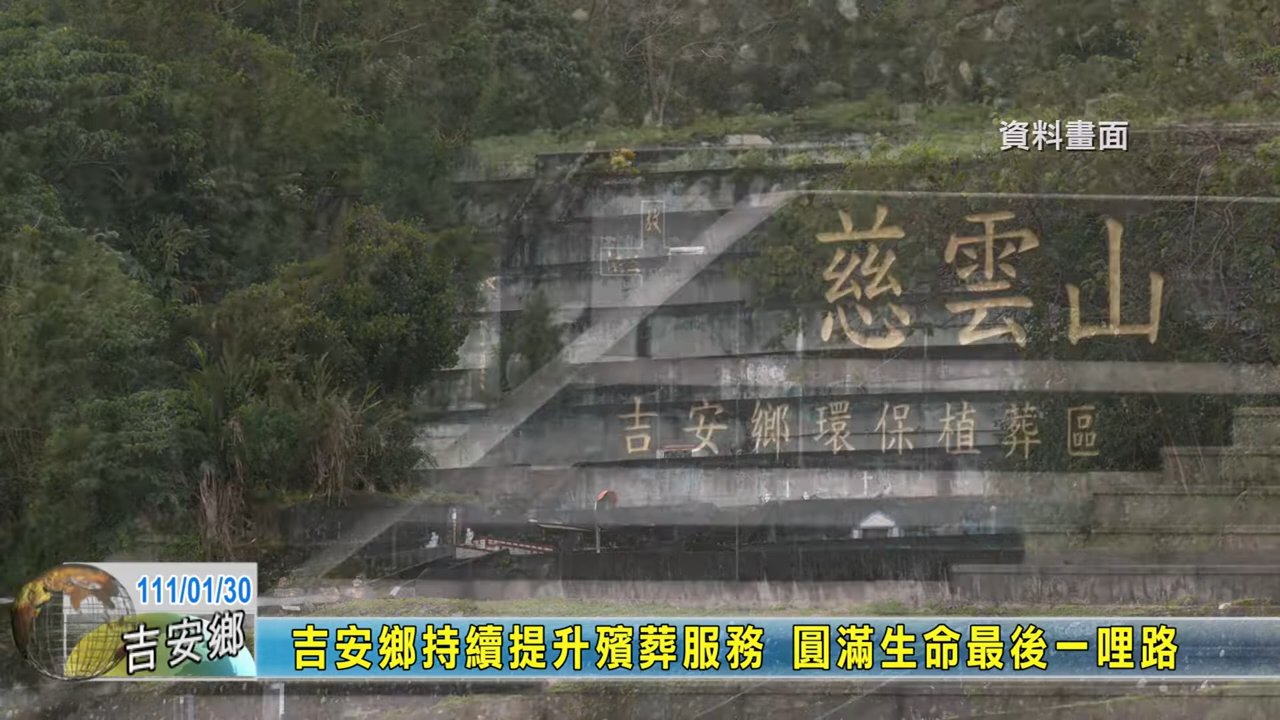 資料畫面
慈雲山
吉安鄉環保植葬區
111/01/30
吉安鄉
吉安鄉持續提升殯葬服務 圓滿生命最後一哩路